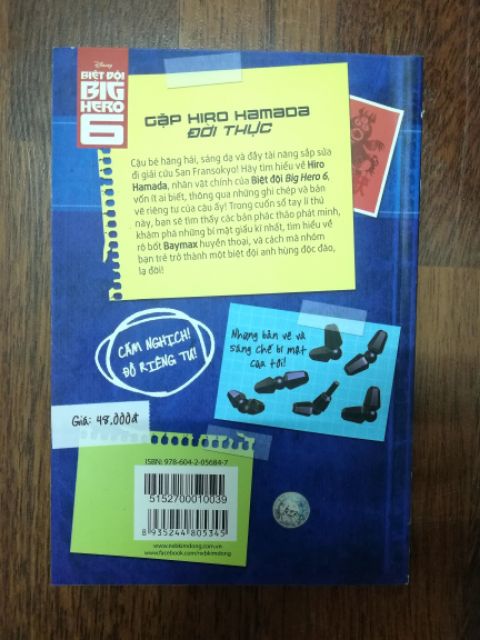 Disney
BIỆT ĐỘI
BIG
HERO
6
GẶP HIRO HAMADA
ĐỜI THỰC
Cậu bé hăng hái, sáng dạ và đầy tài năng sắp sửa
đi giải cứu San Fransokyo! Hãy tìm hiểu về Hiro
Hamada, nhân vật chính của Biệt đội Big Hero 6,
vốn ít ai biết, thông qua những ghi chép và bản
vẽ riêng tư của cậu ấy! Trong cuốn sổ tay lí thú
này, bạn sẽ tìm thấy các bản phác thảo phát minh,
khám phá những bí mật giấu kĩ nhất, tìm hiểu về
rô bốt Baymax huyền thoại, và cách mà nhóm
bạn trẻ trở thành một biệt đội anh hùng độc đáo,
lạ đời!
CẤM NGHỊCH!
ĐỒ RIÊNG TƯ!
Những bản vẽ và
sáng chế bí mật
của tôi!
Giá: 48.000đ
ISBN: 978-604-2-05684-7
5152700010039
8 935244 805345
www.nxbkimdong.com.vn
www.facebook.com/nxbkimdong